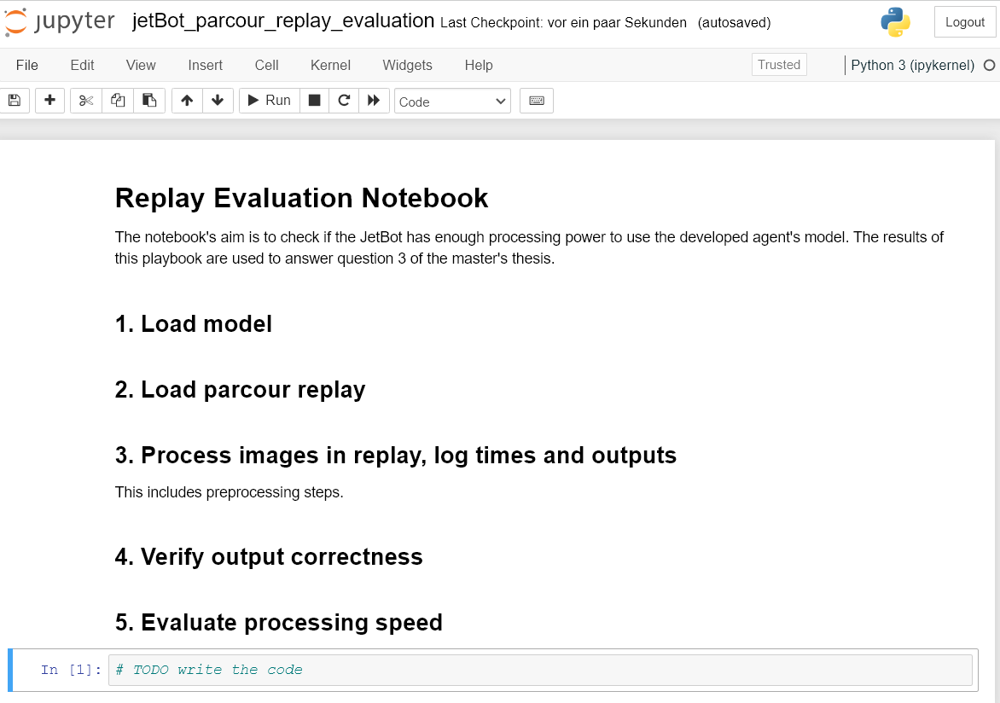 jupyter jetBot_parcour_replay_evaluation Last Checkpoint: vor ein paar Sekunden (autosaved) Logout
File Edit View Insert Cell Kernel Widgets Help Trusted Python 3 (ipykernel)
Run Code
Replay Evaluation Notebook
The notebook's aim is to check if the JetBot has enough processing power to use the developed agent's model. The results of
this playbook are used to answer question 3 of the master's thesis.
1. Load model
2. Load parcour replay
3. Process images in replay, log times and outputs
This includes preprocessing steps.
4. Verify output correctness
5. Evaluate processing speed
In [1]: # TODO write the code